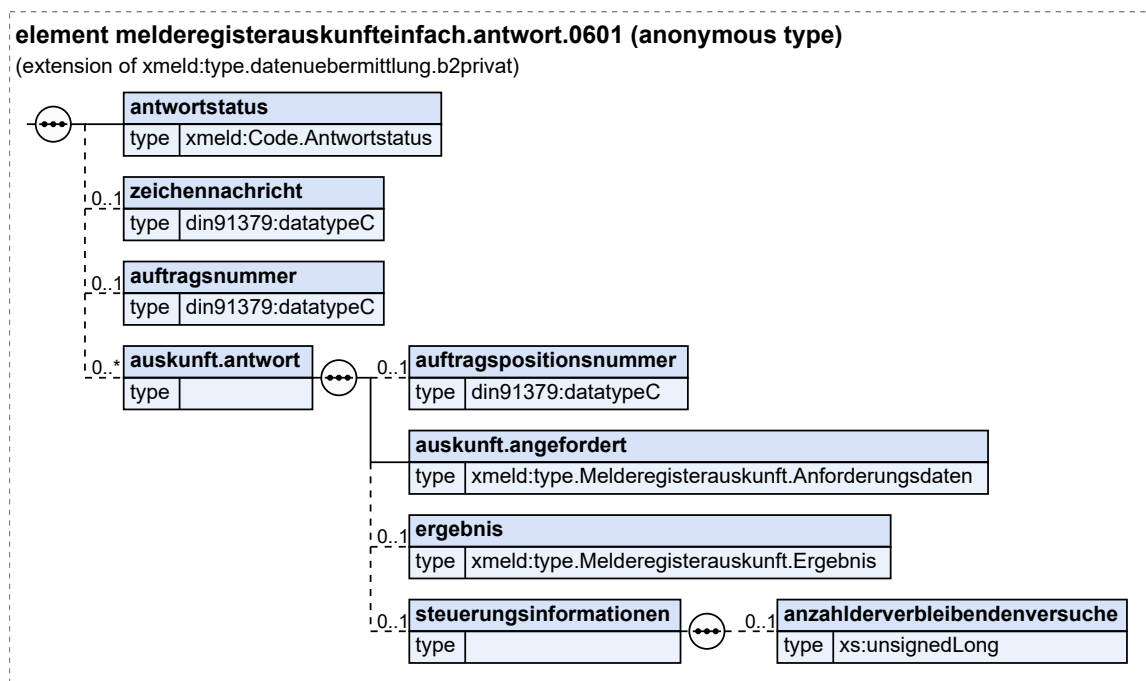 element melderegisterauskunfteinfach.antwort.0601 (anonymous type)
(extension of xmeld:type.datenuebermittlung.b2privat)
antwortstatus
type xmeld:Code.Antwortstatus
0..1 zeichennachricht
type din91379:datatypeC
0..1 auftragsnummer
type din91379:datatypeC
0..* auskunft.antwort
type
0..1 auftragspositionsnummer
type din91379:datatypeC
auskunft.angefordert
type xmeld:type.Melderegisterauskunft.Anforderungsdaten
0..1 ergebnis
type xmeld:type.Melderegisterauskunft.Ergebnis
0..1 steuerungsinformationen
type
0..1 anzahlderverbleibendenversuche
type xs:unsignedLong